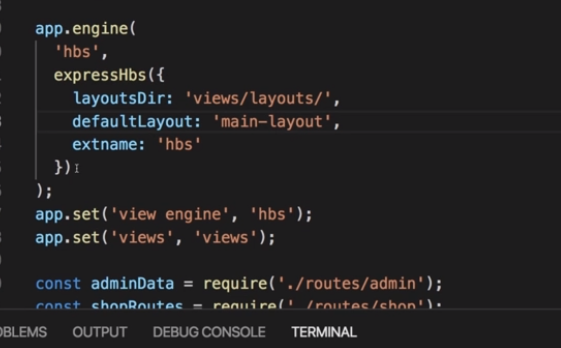 app.engine(
  'hbs',
  expressHbs({
    layoutsDir: 'views/layouts/',
    defaultLayout: 'main-layout',
    extname: 'hbs'
  })
);
app.set('view engine', 'hbs');
app.set('views', 'views');
const adminData = require('./routes/admin');
const shopRoutes = require('./routes/shop');
OBLEMS OUTPUT DEBUG CONSOLE TERMINAL